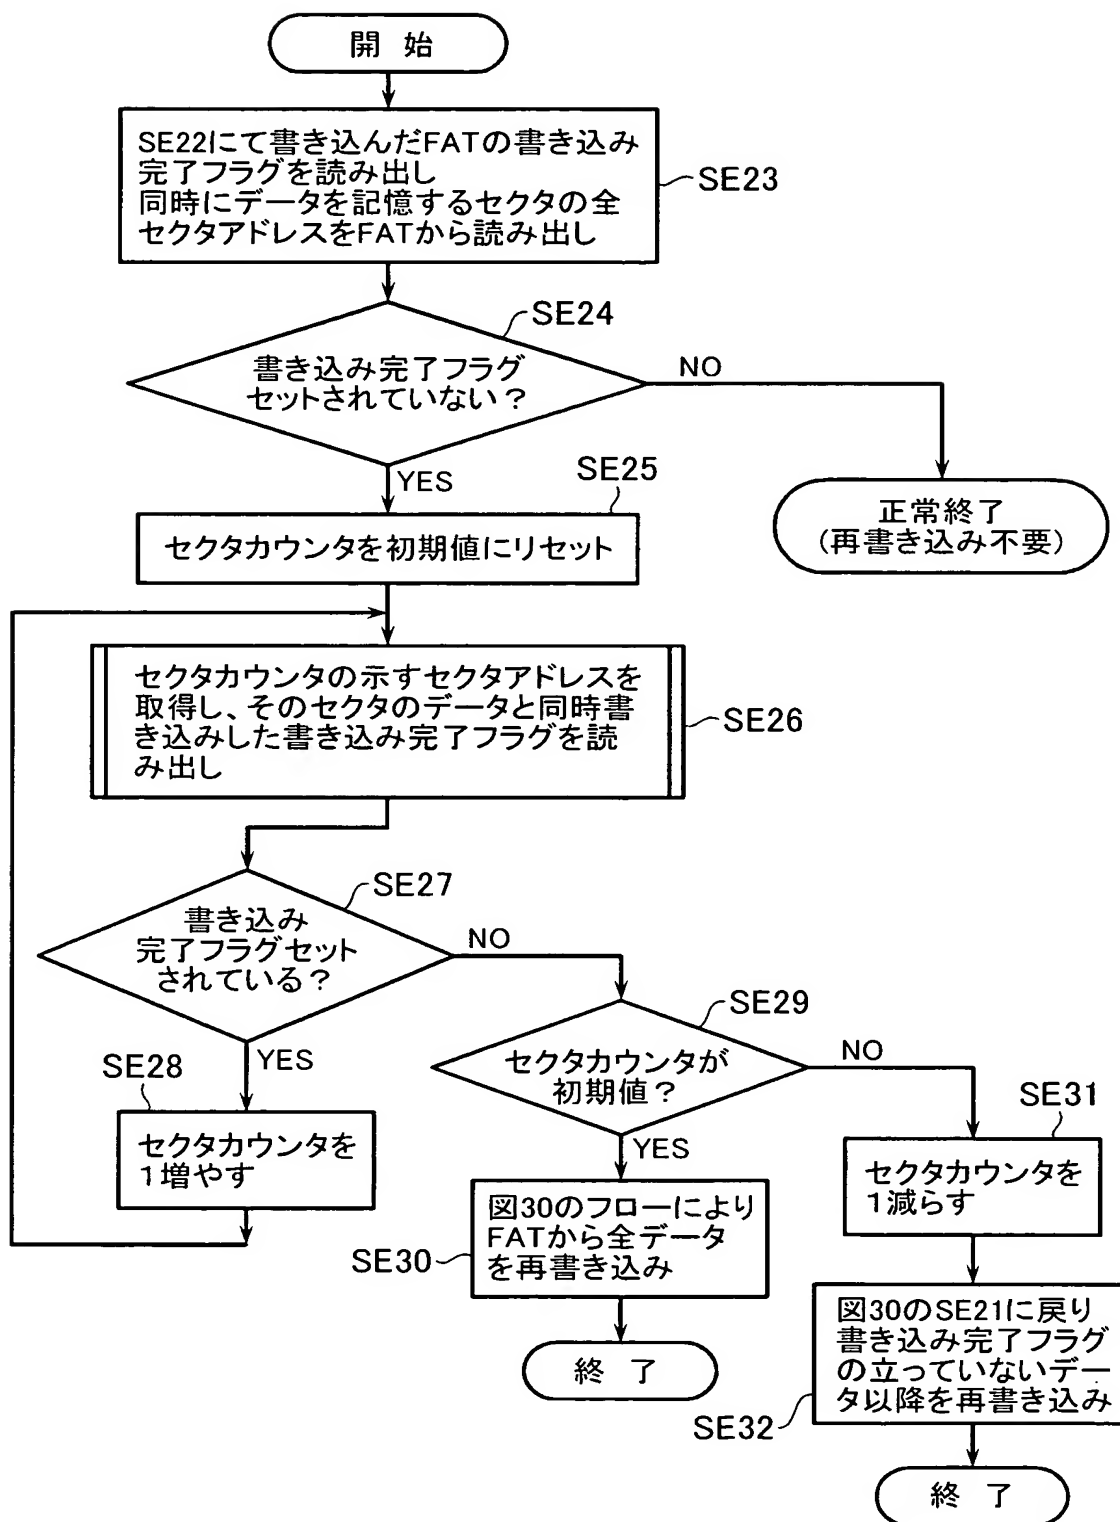 開 始
SE22にて書き込んだFATの書き込み
完了フラグを読み出し
同時にデータを記憶するセクタの全
セクタアドレスをFATから読み出し
SE23
SE24
書き込み完了フラグ
セットされていない？
NO
YES
正常終了
(再書き込み不要)
SE25
セクタカウンタを初期値にリセット
セクタカウンタの示すセクタアドレスを
取得し、そのセクタのデータと同時書
き込みした書き込み完了フラグを読
み出し
SE26
SE27
書き込み
完了フラグセット
されている？
NO
YES
SE28
セクタカウンタを
1増やす
SE29
セクタカウンタが
初期値？
NO
YES
図30のフローにより
FATから全データ
を再書き込み
SE30
終 了
SE31
セクタカウンタを
1減らす
図30のSE21に戻り
書き込み完了フラグ
の立っていないデー
タ以降を再書き込み
SE32
終 了